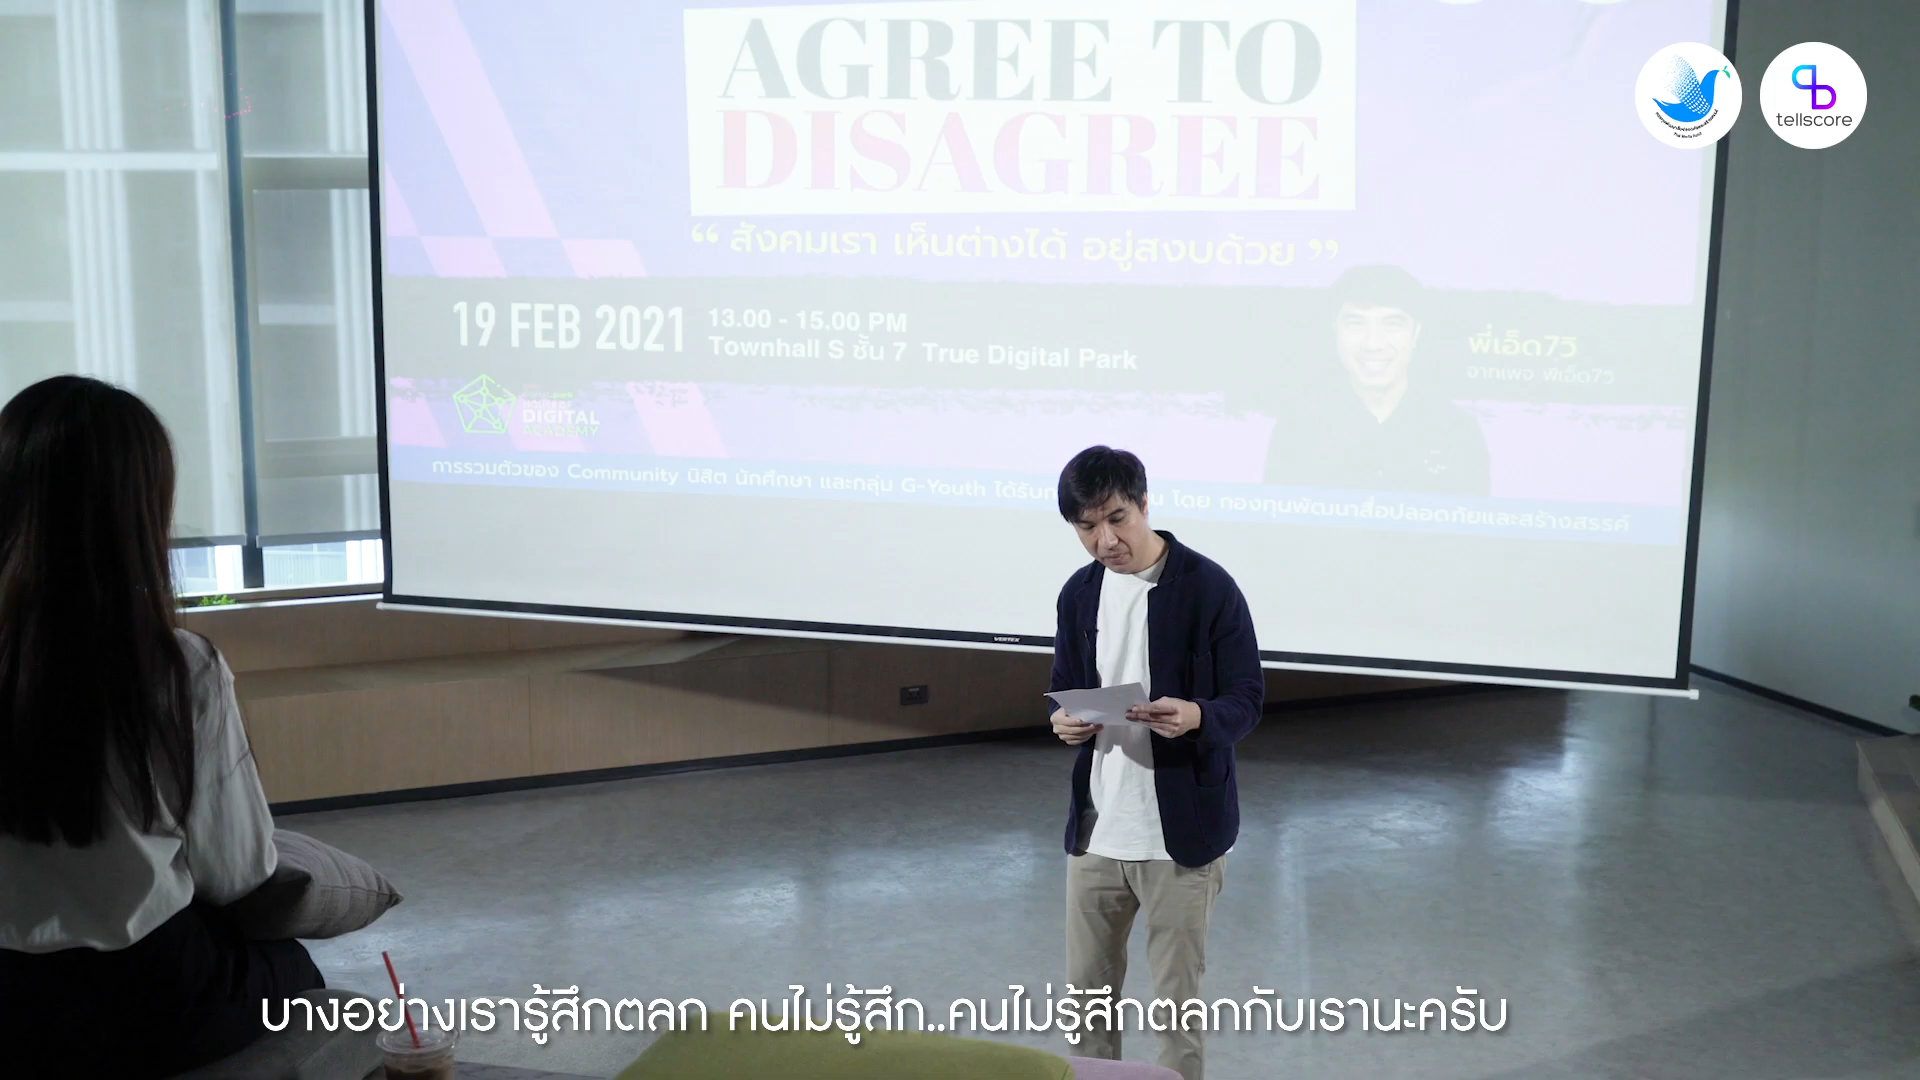 AGREE TO
DISAGREE
“ สังคมเรา เห็นต่างได้ อยู่สงบด้วย ”
19 FEB 2021
13.00 - 15.00 PM
Townhall S ชั้น 7 True Digital Park
พี่เอ็ด7วิ
จากเพจ พี่เอ็ด7วิ
HOUSE OF
DIGITAL
ACADEMY
การรวมตัวของ Community นิสิต นักศึกษา และกลุ่ม G-Youth ได้รับ โดย กองทุนพัฒนาสื่อปลอดภัยและสร้างสรรค์
VERTEX
tellscore
บางอย่างเรารู้สึกตลก คนไม่รู้สึก..คนไม่รู้สึกตลกกับเรานะครับ